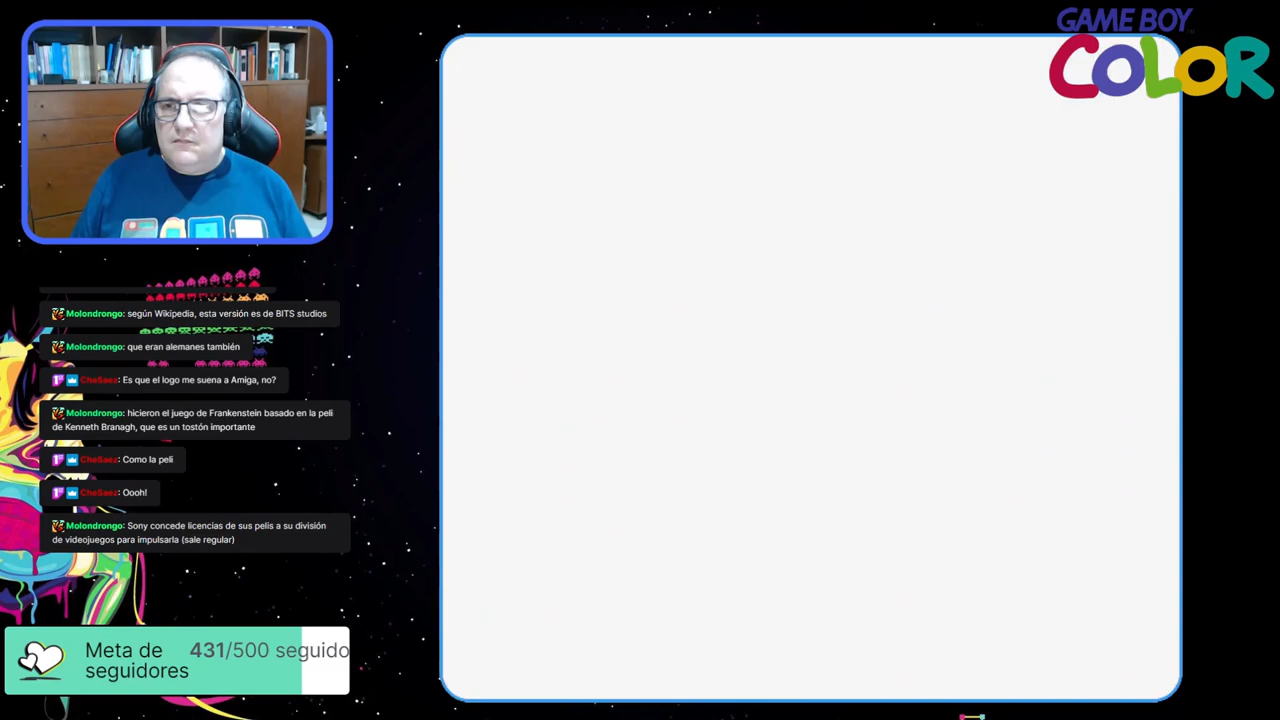 GAME BOY
COLOR
Molondrongo: según Wikipedia, esta versión es de BITS studios
Molondrongo: que eran alemanes también
CheSaez: Es que el logo me suena a Amiga, no?
Molondrongo: hicieron el juego de Frankenstein basado en la peli
de Kenneth Branagh, que es un tostón importante
CheSaez: Como la peli
CheSaez: Oooh!
Molondrongo: Sony concede licencias de sus pelis a su división
de videojuegos para impulsarla (sale regular)
Meta de
seguidores
431/500 seguido